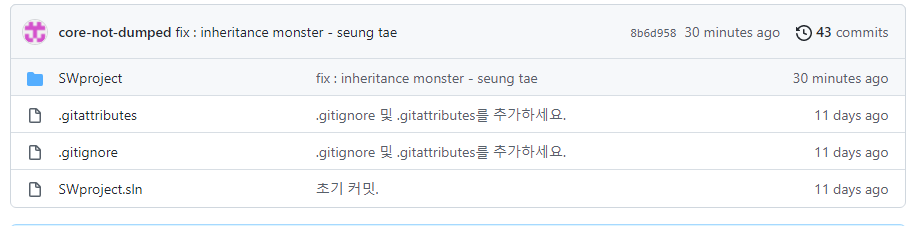 core-not-dumped fix : inheritance monster - seung tae 8b6d958 30 minutes ago 43 commits
SWproject fix : inheritance monster - seung tae 30 minutes ago
.gitattributes .gitignore 및 .gitattributes를 추가하세요. 11 days ago
.gitignore .gitignore 및 .gitattributes를 추가하세요. 11 days ago
SWproject.sln 초기 커밋. 11 days ago